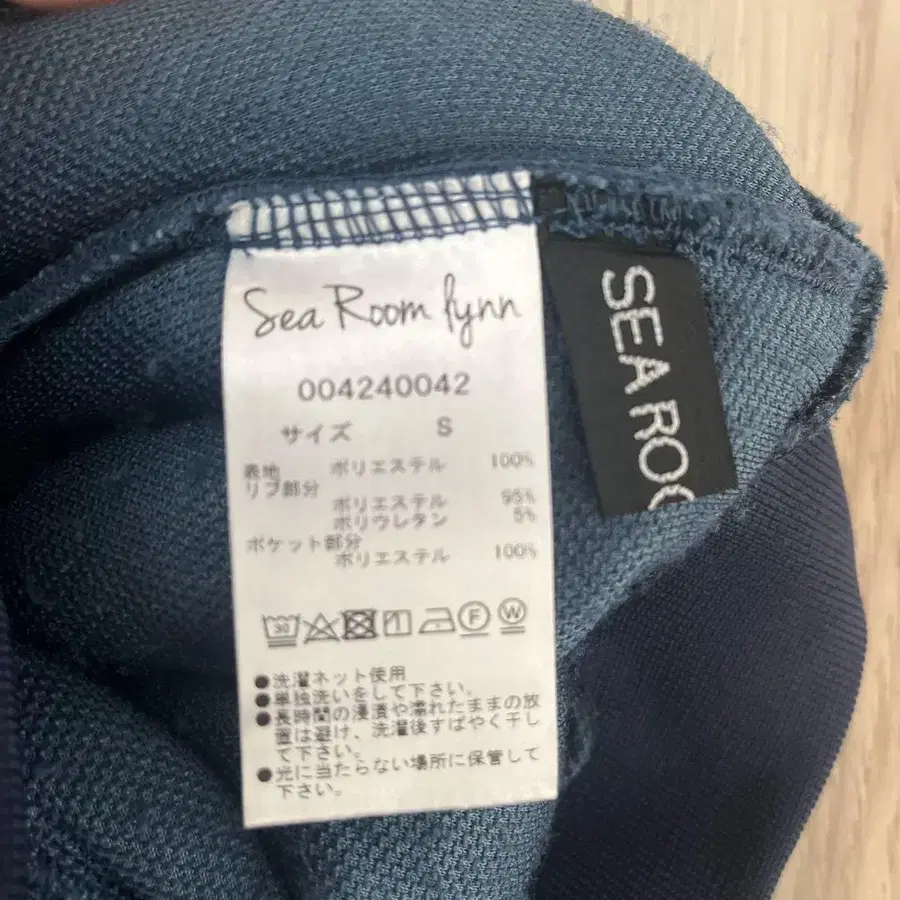 Sea Room lynn
004240042
サイズ S
表地 ポリエステル 100%
リブ部分
ポリエステル 95%
ポリウレタン 5%
ポケット部分
ポリエステル 100%
30 F W
●洗濯ネット使用
●単独洗いをして下さい。
●長時間の浸漬や濡れたままの放
置は避け、洗濯後すばやく干し
て下さい。
●光に当たらない場所に保管して
下さい。
SEA ROO